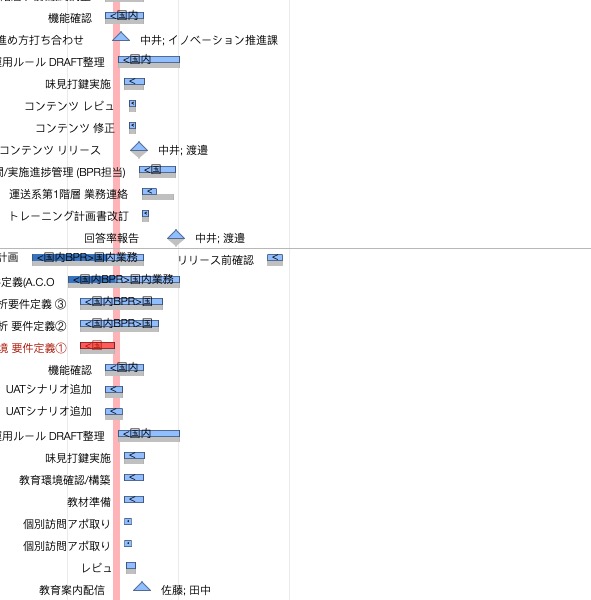 機能確認 <国内
進め方打ち合わせ 中井; イノベーション推進課
用ルール DRAFT整理 <国内
味見打鍵実施 <
コンテンツ レビュ <
コンテンツ 修正 <
コンテンツ リリース 中井; 渡邉
/実施進捗管理 (BPR担当) <国
運送系第1階層 業務連絡 <
トレーニング計画書改訂 <
回答率報告 中井; 渡邉
計画 <国内BPR>国内業務 リリース前確認 <
定義(A.C.O <国内BPR>国内業務
析要件定義 ③ <国内BPR>国
析 要件定義② <国内BPR>国
境 要件定義① <国
機能確認 <国内
UATシナリオ追加 <
UATシナリオ追加 <
用ルール DRAFT整理 <国内
味見打鍵実施 <
教育環境確認/構築 <
教材準備 <
個別訪問アポ取り
個別訪問アポ取り
レビュ
教育案内配信 佐藤; 田中